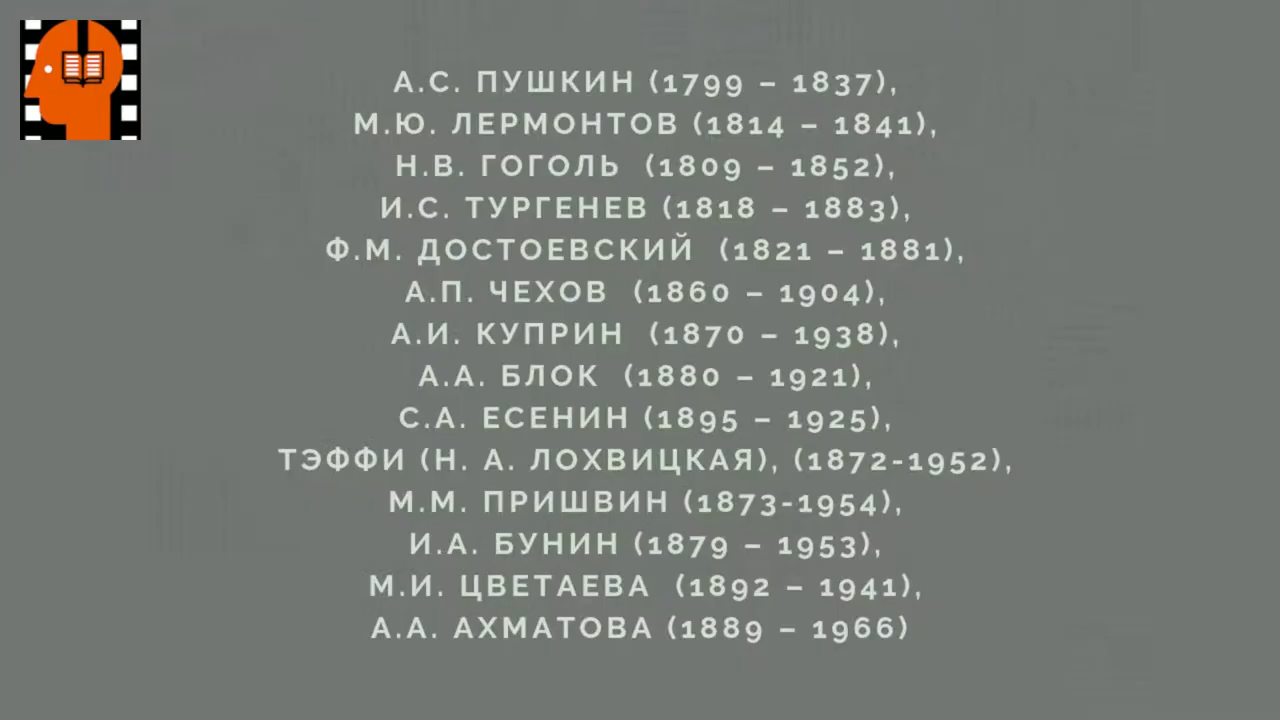 А.С. ПУШКИН (1799 – 1837),
М.Ю. ЛЕРМОНТОВ (1814 – 1841),
Н.В. ГОГОЛЬ (1809 – 1852),
И.С. ТУРГЕНЕВ (1818 – 1883),
Ф.М. ДОСТОЕВСКИЙ (1821 – 1881),
А.П. ЧЕХОВ (1860 – 1904),
А.И. КУПРИН (1870 – 1938),
А.А. БЛОК (1880 – 1921),
С.А. ЕСЕНИН (1895 – 1925),
ТЭФФИ (Н. А. ЛОХВИЦКАЯ), (1872-1952),
М.М. ПРИШВИН (1873-1954),
И.А. БУНИН (1879 – 1953),
М.И. ЦВЕТАЕВА (1892 – 1941),
А.А. АХМАТОВА (1889 – 1966)